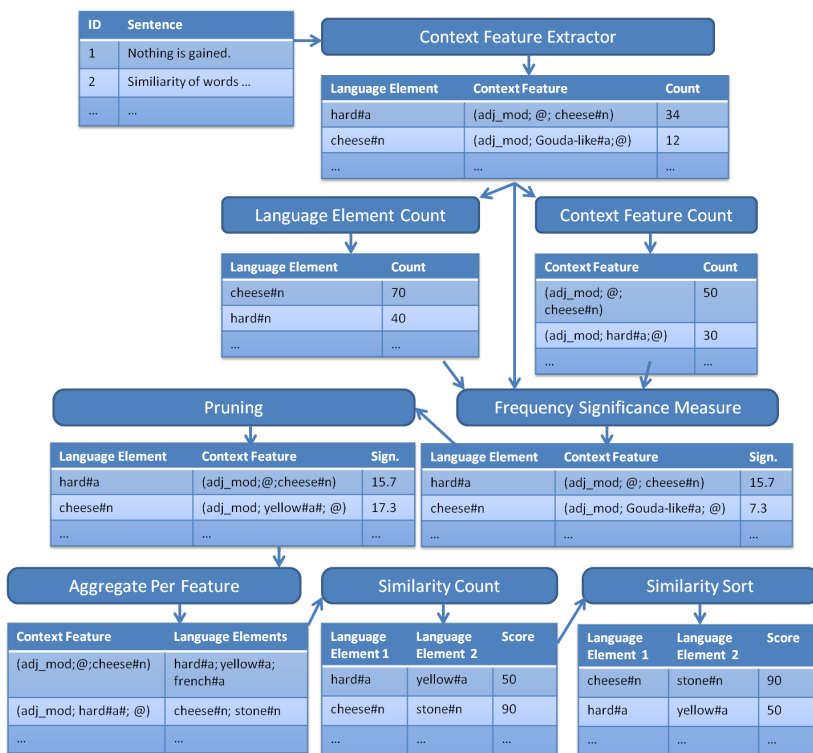 ID Sentence
1 Nothing is gained.
2 Similiarity of words ...
... ...
Context Feature Extractor
Language Element Context Feature Count
hard#a (adj_mod; @; cheese#n) 34
cheese#n (adj_mod; Gouda-like#a;@) 12
... ... ...
Language Element Count
Language Element Count
cheese#n 70
hard#n 40
... ...
Context Feature Count
Context Feature Count
(adj_mod; @; 50
cheese#n)
(adj_mod; hard#a;@) 30
... ...
Pruning
Language Element Context Feature Sign.
hard#a (adj_mod;@;cheese#n) 15.7
cheese#n (adj_mod; yellow#a#; @) 17.3
... ... ...
Frequency Significance Measure
Language Element Context Feature Sign.
hard#a (adj_mod; @; cheese#n) 15.7
cheese#n (adj_mod; Gouda-like#a; @) 7.3
... ... ...
Aggregate Per Feature
Context Feature Language Elements
(adj_mod;@;cheese#n) hard#a; yellow#a;
french#a
(adj_mod; hard#a#; @) cheese#n; stone#n
... ...
Similarity Count
Language Language Score
Element 1 Element 2
hard#a yellow#a 50
cheese#n stone#n 90
... ... ...
Similarity Sort
Language Language Score
Element 1 Element 2
cheese#n stone#n 90
hard#a yellow#a 50
... ... ...